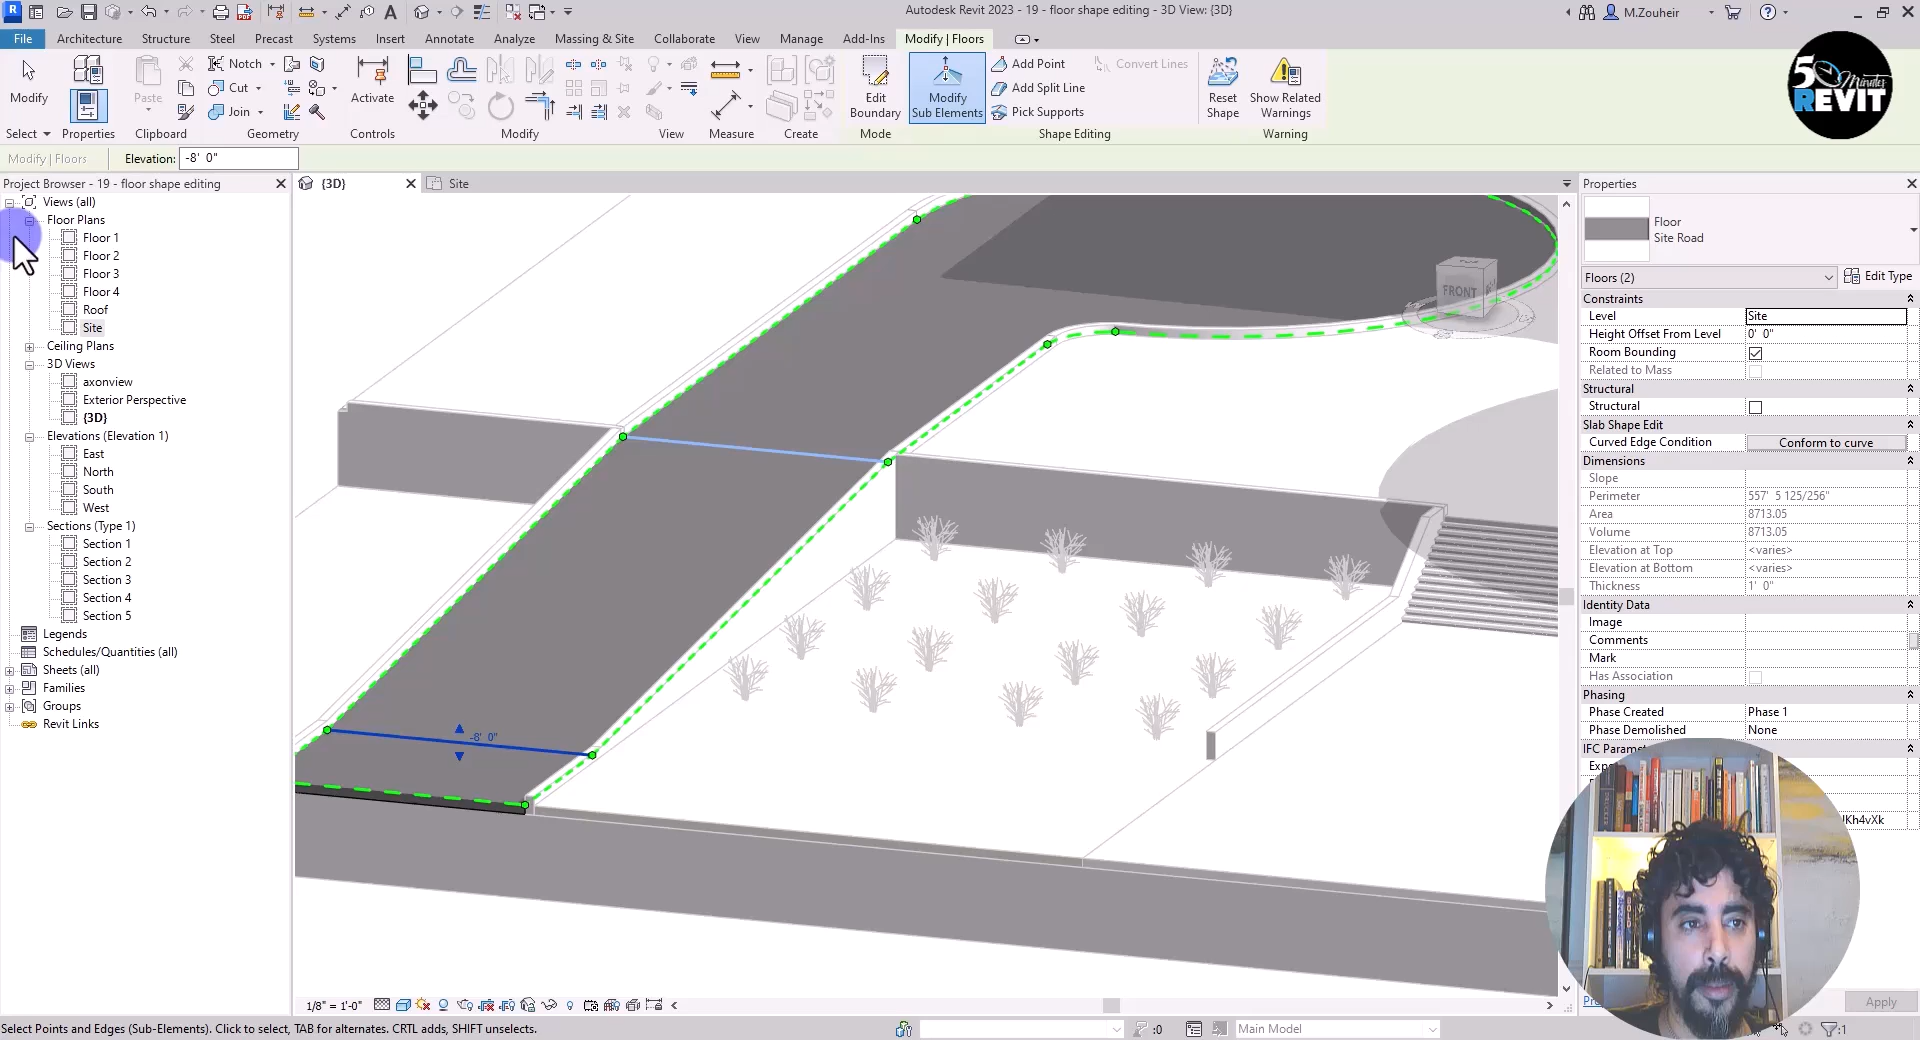 Autodesk Revit 2023 - 19 - floor shape editing - 3D View: {3D}
M.Zouheir
File Architecture Structure Steel Precast Systems Insert Annotate Analyze Massing & Site Collaborate View Manage Add-Ins Modify | Floors
Modify
Paste
Notch
Cut
Join
Activate
Edit Boundary
Modify Sub Elements
Add Point
Add Split Line
Pick Supports
Convert Lines
Reset Shape
Show Related Warnings
5 Minutes REVIT
Select Properties Clipboard Geometry Controls Modify View Measure Create Mode Shape Editing Warning
Modify | Floors Elevation: -8' 0"
Project Browser - 19 - floor shape editing
{3D}
Site
Properties
Views (all)
Floor Plans
Floor 1
Floor 2
Floor 3
Floor 4
Roof
Site
Ceiling Plans
3D Views
axonview
Exterior Perspective
{3D}
Elevations (Elevation 1)
East
North
South
West
Sections (Type 1)
Section 1
Section 2
Section 3
Section 4
Section 5
Legends
Schedules/Quantities (all)
Sheets (all)
Families
Groups
Revit Links
TOP
FRONT
-8' 0"
Floor
Site Road
Floors (2)
Edit Type
Constraints
Level Site
Height Offset From Level 0' 0"
Room Bounding
Related to Mass
Structural
Structural
Slab Shape Edit
Curved Edge Condition Conform to curve
Dimensions
Slope
Perimeter 557' 5 125/256"
Area 8713.05
Volume 8713.05
Elevation at Top <varies>
Elevation at Bottom <varies>
Thickness 1' 0"
Identity Data
Image
Comments
Mark
Has Association
Phasing
Phase Created Phase 1
Phase Demolished None
IFC Param
Exp
Kh4vXk
Apply
1/8" = 1'-0"
Select Points and Edges (Sub-Elements). Click to select, TAB for alternates. CRTL adds, SHIFT unselects.
:0
Main Model
:1